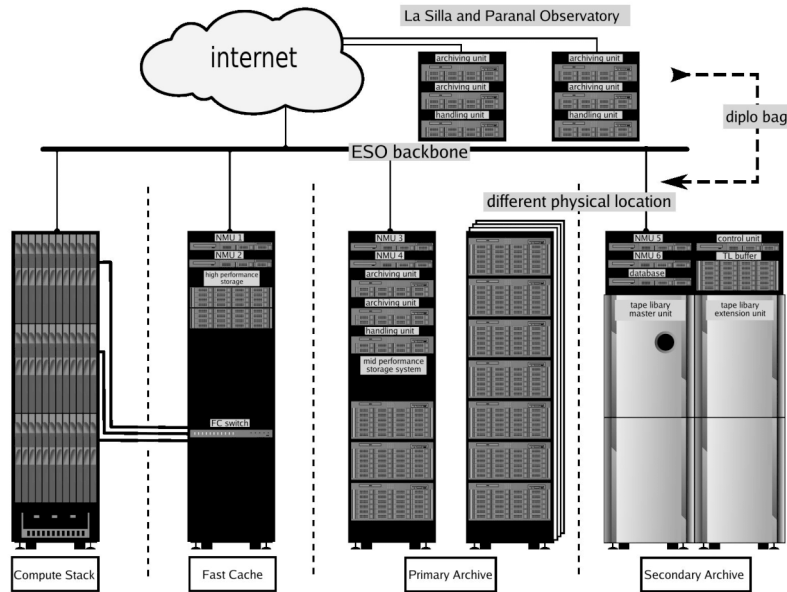 La Silla and Paranal Observatory
internet
archiving unit
archiving unit
handling unit
archiving unit
archiving unit
handling unit
diplo bag
ESO backbone
different physical location
NMU 1
NMU 2
high performance
storage
FC switch
NMU 3
NMU 4
archiving unit
archiving unit
handling unit
mid performance
storage system
NMU 5
NMU 6
database
control unit
TL buffer
tape libary
master unit
tape libary
extension unit
Compute Stack
Fast Cache
Primary Archive
Secondary Archive